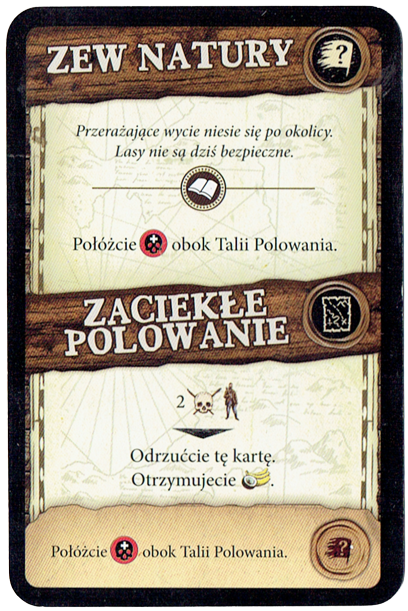 ZEW NATURY
?
Przerażające wycie niesie się po okolicy.
Lasy nie są dziś bezpieczne.
Połóżcie obok Talii Polowania.
ZACIEKŁE
POLOWANIE
2
Odrzućcie tę kartę.
Otrzymujecie .
Połóżcie obok Talii Polowania.
?